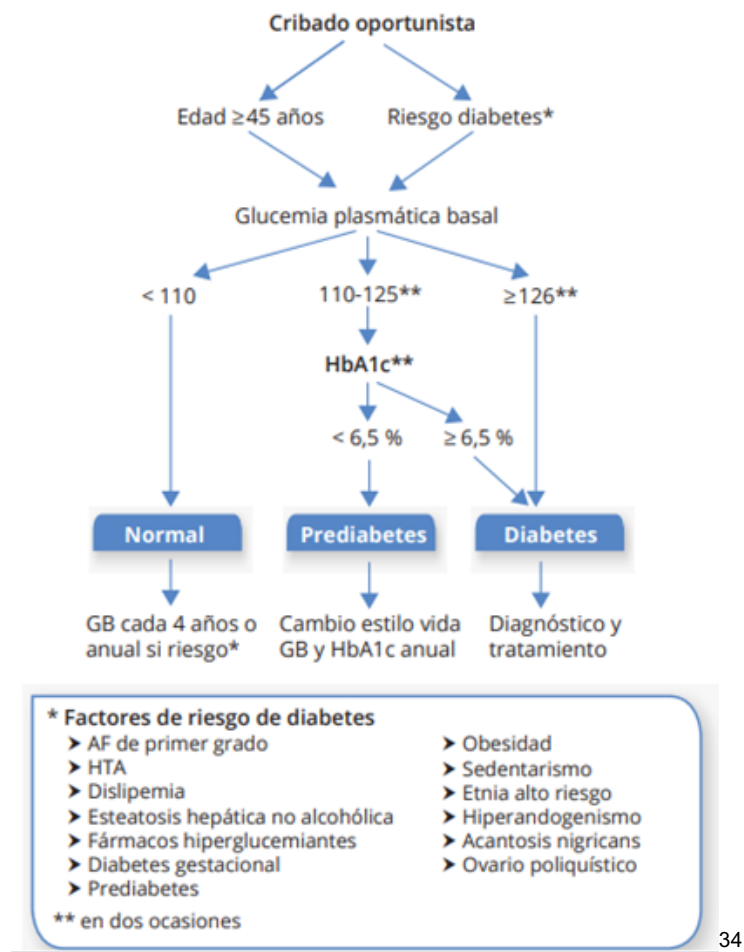 Cribado oportunista
Edad ≥45 años
Riesgo diabetes*
Glucemia plasmática basal
< 110
110-125**
≥126**
HbA1c**
< 6,5 %
≥ 6,5 %
Normal
Prediabetes
Diabetes
GB cada 4 años o
anual si riesgo*
Cambio estilo vida
GB y HbA1c anual
Diagnóstico y
tratamiento
* Factores de riesgo de diabetes
➤ AF de primer grado
➤ HTA
➤ Dislipemia
➤ Esteatosis hepática no alcohólica
➤ Fármacos hiperglucemiantes
➤ Diabetes gestacional
➤ Prediabetes
➤ Obesidad
➤ Sedentarismo
➤ Etnia alto riesgo
➤ Hiperandogenismo
➤ Acantosis nigricans
➤ Ovario poliquístico
** en dos ocasiones
34